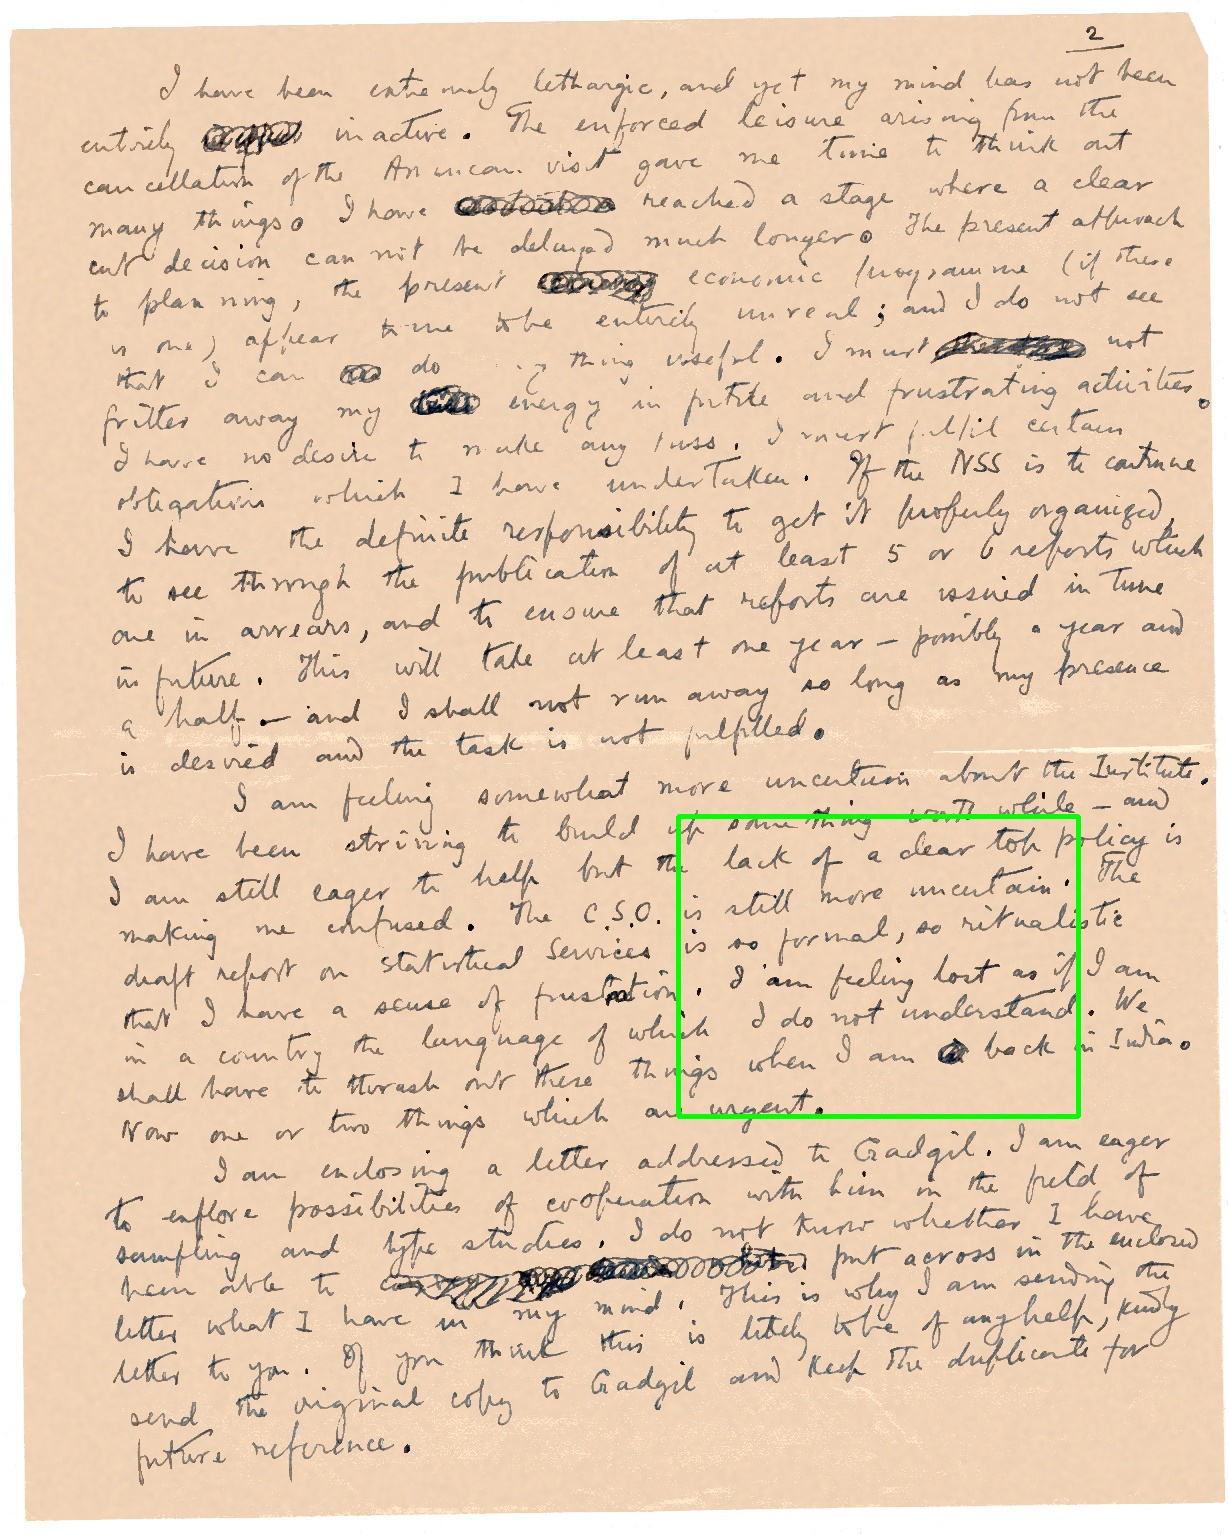 2
I have been extremely lethargic, and yet my mind has not been
entirely inactive. The enforced leisure arising from the
cancellation of the American visit gave me time to think out
many things. I have reached a stage where a clear
cut decision can not be delayed much longer. The present approach
to planning, the present economic programme (if there
is one) appear to me to be entirely unreal; and I do not see
that I can do thing useful. I must not
fritter away my energy in futile and frustrating activities.
I have no desire to make any fuss. I must fulfil certain
obligations which I have undertaken. If the NSS is to continue
I have the definite responsibility to get it properly organized,
to see through the publication of at least 5 or 6 reports which
are in arrears, and to ensure that reports are issued in time
in future. This will take at least one year – possibly a year and
a half – and I shall not run away so long as my presence
is desired and the task is not fulfilled.
I am feeling somewhat more uncertain about the Institute.
I have been striving to build up something worth while – and
I am still eager to help but the lack of a clear top policy is
making me confused. The C.S.O. is still more uncertain. The
draft report on Statistical Services is so formal, so ritualistic
that I have a sense of frustration. I am feeling lost as if I am
in a country the language of which I do not understand. We
shall have to thrash out these things when I am back in India.
Now one or two things which are urgent.
I am enclosing a letter addressed to Gadgil. I am eager
to explore possibilities of cooperation with him in the field of
sampling and type studies. I do not know whether I have
been able to put across in the enclosed
letter what I have in my mind. This is why I am sending the
letter to you. If you think this is likely to be of any help, kindly
send the original copy to Gadgil and keep the duplicate for
future reference.